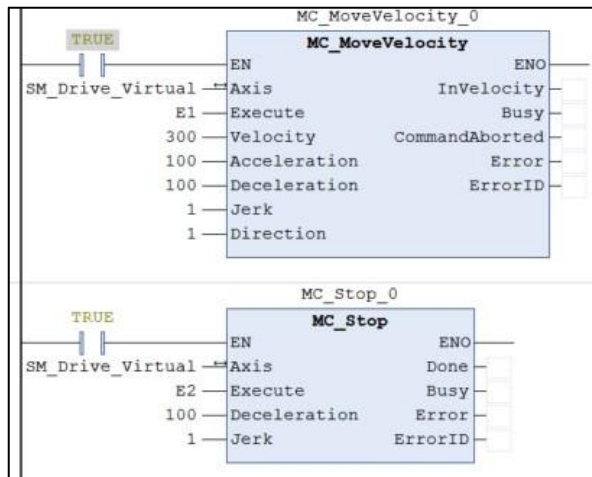 MC_MoveVelocity_0
TRUE
MC_MoveVelocity
EN ENO
SM_Drive_Virtual Axis InVelocity
E1 Execute Busy
300 Velocity CommandAborted
100 Acceleration Error
100 Deceleration ErrorID
1 Jerk
1 Direction
MC_Stop_0
TRUE
MC_Stop
EN ENO
SM_Drive_Virtual Axis Done
E2 Execute Busy
100 Deceleration Error
1 Jerk ErrorID